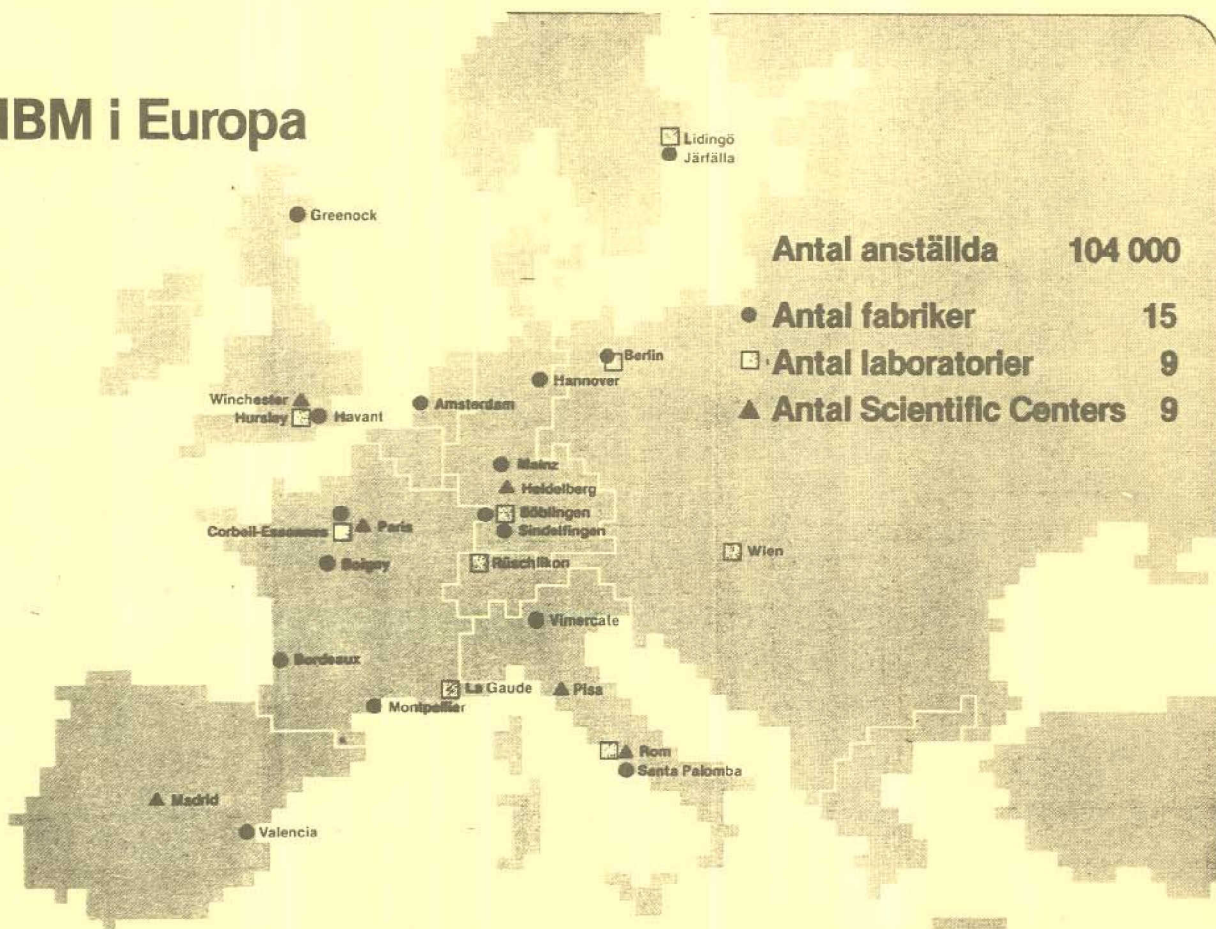 IBM i Europa
Lidingö
Järfälla
Greenock
Antal anställda 104 000
Antal fabriker 15
Antal laboratorier 9
Antal Scientific Centers 9
Berlin
Hannover
Winchester
Hursley
Havant
Amsterdam
Mainz
Heidelberg
Böblingen
Sindelfingen
Corbeil-Essonnes
Paris
Boigny
Rüschlikon
Wien
Vimercate
Bordeaux
La Gaude
Pisa
Montpellier
Rom
Santa Palomba
Madrid
Valencia